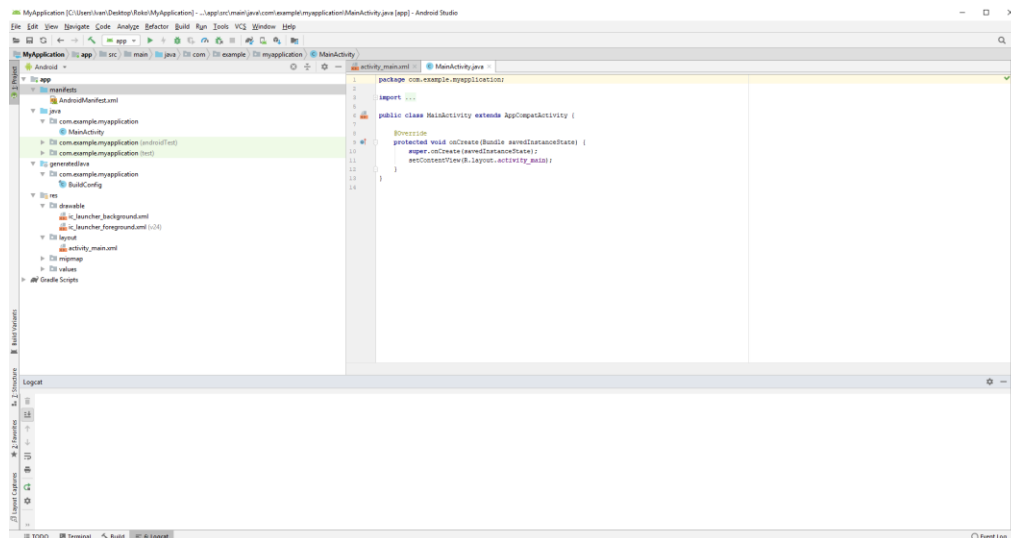 MyApplication [C:\Users\Ivan\Desktop\Roko\MyApplication] - ...\app\src\main\java\com\example\myapplication\MainActivity.java [app] - Android Studio
File Edit View Navigate Code Analyze Refactor Build Run Tools VCS Window Help
app
MyApplication app src main java com example myapplication MainActivity
Android
activity_main.xml MainActivity.java
1: Project
app
manifests
AndroidManifest.xml
java
com.example.myapplication
MainActivity
com.example.myapplication (androidTest)
com.example.myapplication (test)
generatedJava
com.example.myapplication
BuildConfig
res
drawable
ic_launcher_background.xml
ic_launcher_foreground.xml (v24)
layout
activity_main.xml
mipmap
values
Gradle Scripts
1 package com.example.myapplication;
2
3 import ...
5
6 public class MainActivity extends AppCompatActivity {
7
8 @Override
9 protected void onCreate(Bundle savedInstanceState) {
10 super.onCreate(savedInstanceState);
11 setContentView(R.layout.activity_main);
12 }
13 }
14
Build Variants
Z: Structure
2: Favorites
Layout Captures
Logcat
TODO Terminal Build 6: Logcat Event Log